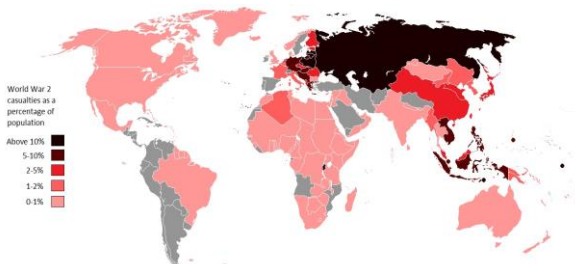 World War 2
casualties as a
percentage of
population
Above 10%
5-10%
2-5%
1-2%
0-1%